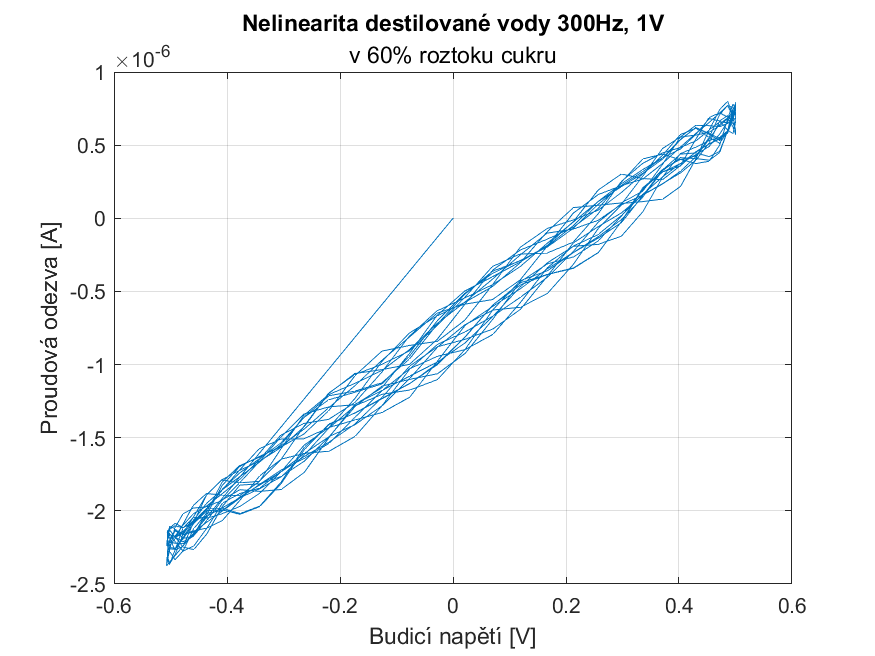 Nelinearita destilované vody 300Hz, 1V
v 60% roztoku cukru
×10⁻⁶
1
0.5
0
-0.5
-1
-1.5
-2
-2.5
-0.6 -0.4 -0.2 0 0.2 0.4 0.6
Budicí napětí [V]
Proudová odezva [A]